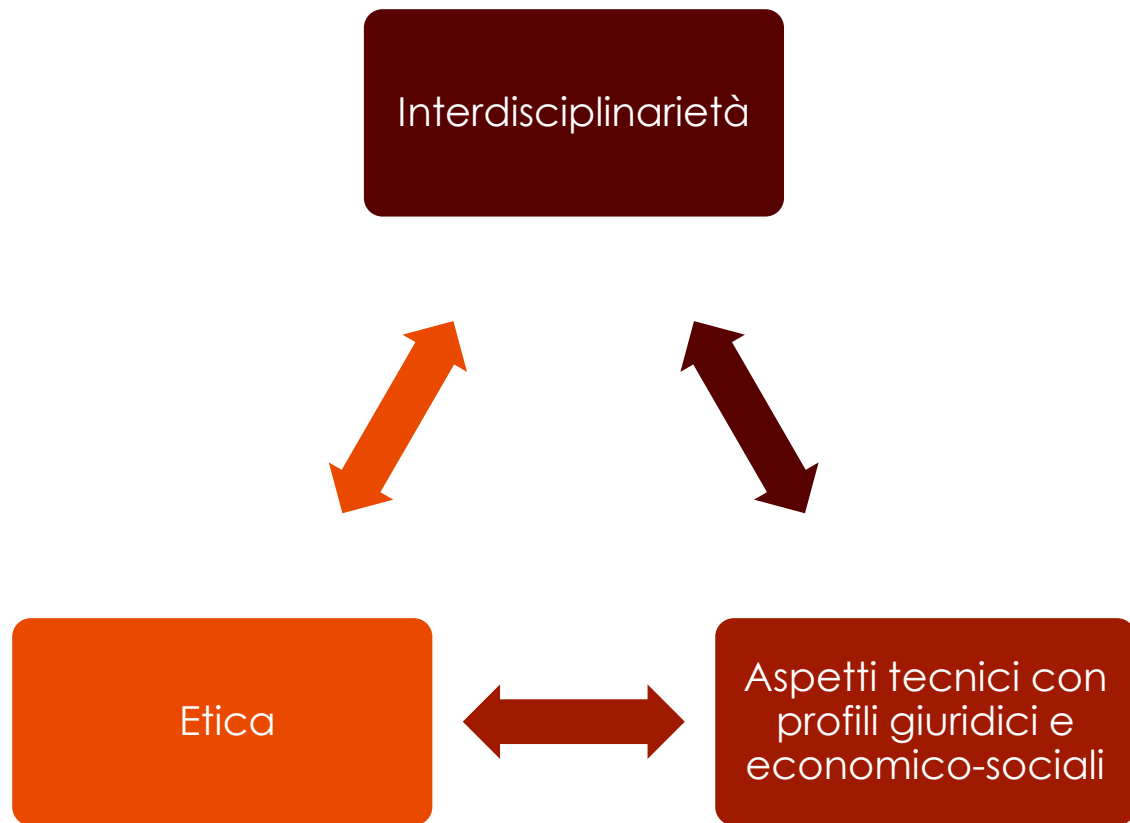 Interdisciplinarietà
Etica
Aspetti tecnici con
profili giuridici e
economico-sociali